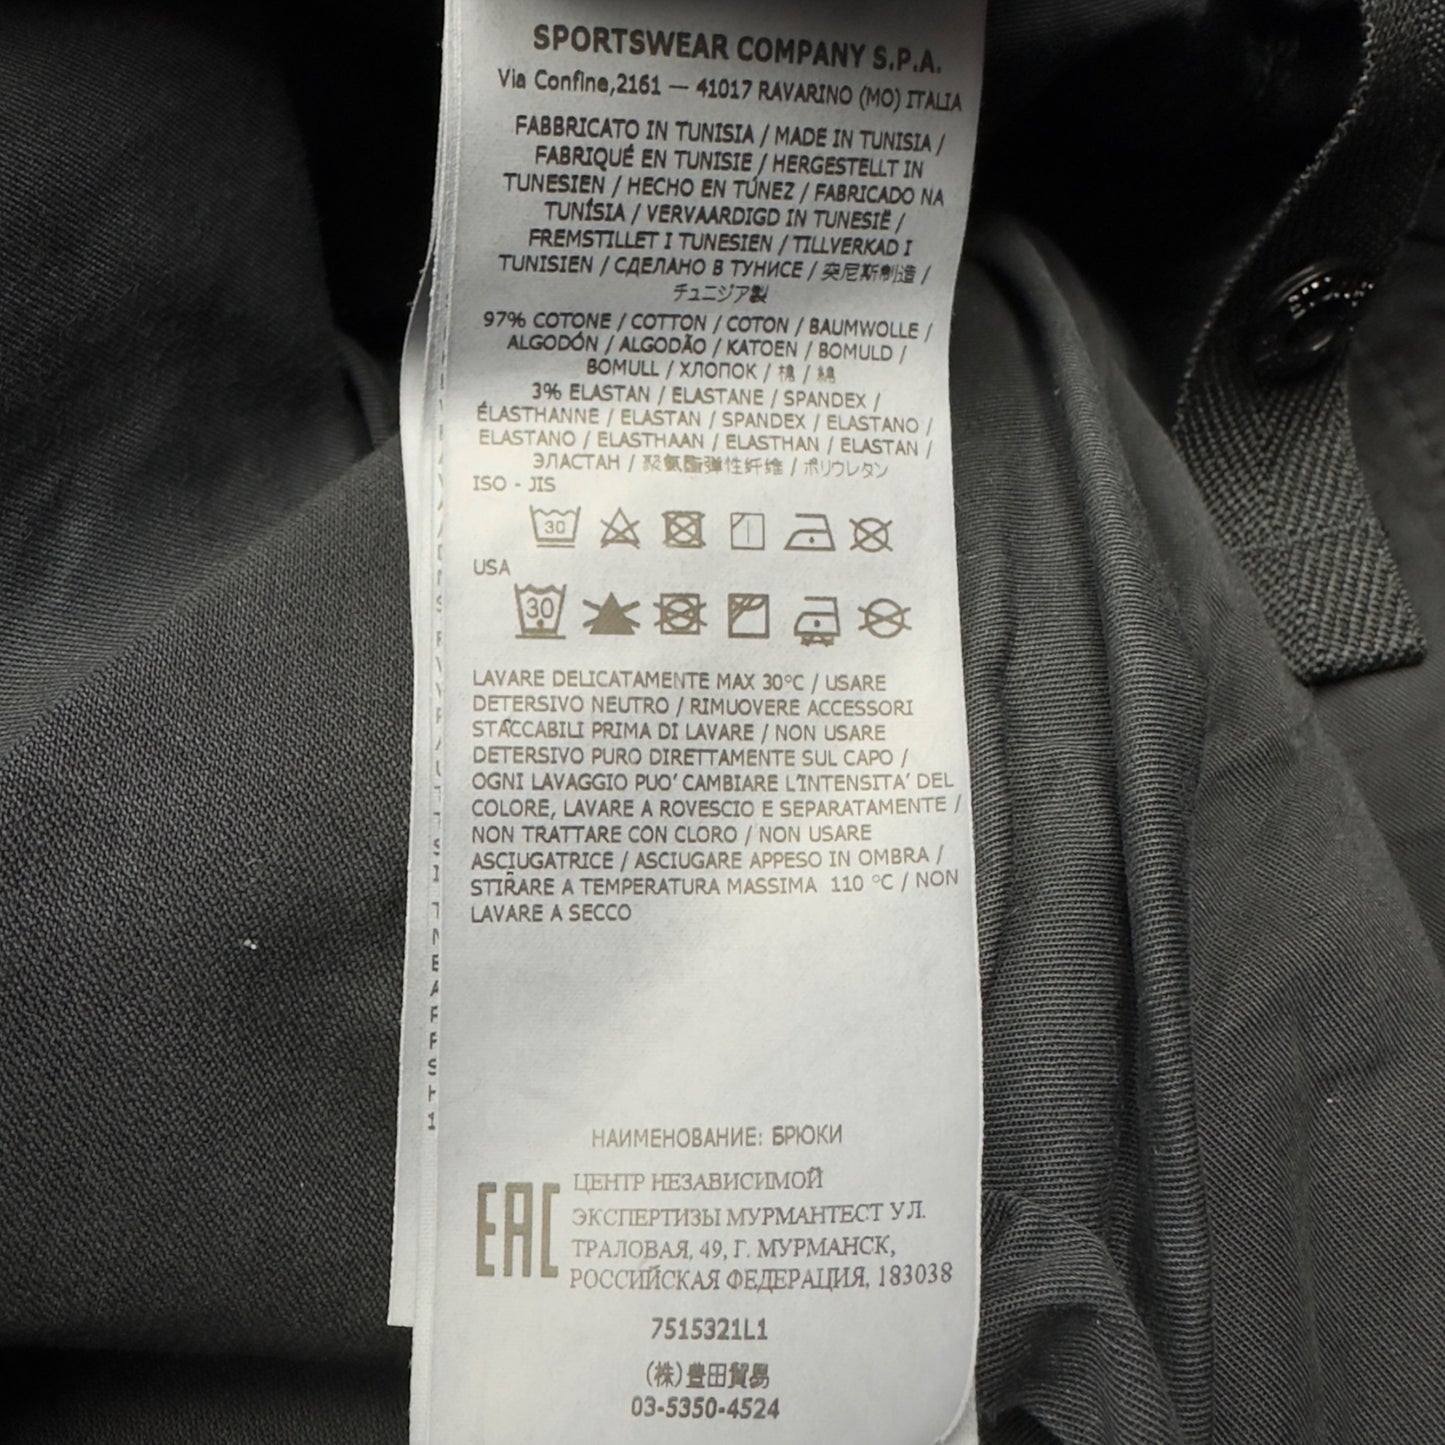 SPORTSWEAR COMPANY S.P.A.
Via Confine,2161 — 41017 RAVARINO (MO) ITALIA
FABBRICATO IN TUNISIA / MADE IN TUNISIA /
FABRIQUÉ EN TUNISIE / HERGESTELLT IN
TUNESIEN / HECHO EN TÚNEZ / FABRICADO NA
TUNÍSIA / VERVAARDIGD IN TUNESIË /
FREMSTILLET I TUNESIEN / TILLVERKAD I
TUNISIEN / СДЕЛАНО В ТУНИСЕ / 突尼斯制造 /
チュニジア製
97% COTONE / COTTON / COTON / BAUMWOLLE /
ALGODÓN / ALGODÃO / KATOEN / BOMULD /
BOMULL / ХЛОПОК / 棉 / 綿
3% ELASTAN / ELASTANE / SPANDEX /
ÉLASTHANNE / ELASTAN / SPANDEX / ELASTANO /
ELASTANO / ELASTHAAN / ELASTHAN / ELASTAN /
ЭЛАСТАН / 聚氨酯弹性纤维 / ポリウレタン
ISO - JIS
30
USA
30
LAVARE DELICATAMENTE MAX 30°C / USARE
DETERSIVO NEUTRO / RIMUOVERE ACCESSORI
STACCABILI PRIMA DI LAVARE / NON USARE
DETERSIVO PURO DIRETTAMENTE SUL CAPO /
OGNI LAVAGGIO PUO' CAMBIARE L'INTENSITA' DEL
COLORE, LAVARE A ROVESCIO E SEPARATAMENTE /
NON TRATTARE CON CLORO / NON USARE
ASCIUGATRICE / ASCIUGARE APPESO IN OMBRA /
STIRARE A TEMPERATURA MASSIMA 110 °C / NON
LAVARE A SECCO
НАИМЕНОВАНИЕ: БРЮКИ
EAC
ЦЕНТР НЕЗАВИСИМОЙ
ЭКСПЕРТИЗЫ МУРМАНТЕСТ УЛ.
ТРАЛОВАЯ, 49, Г. МУРМАНСК,
РОССИЙСКАЯ ФЕДЕРАЦИЯ, 183038
7515321L1
(株)豊田貿易
03-5350-4524